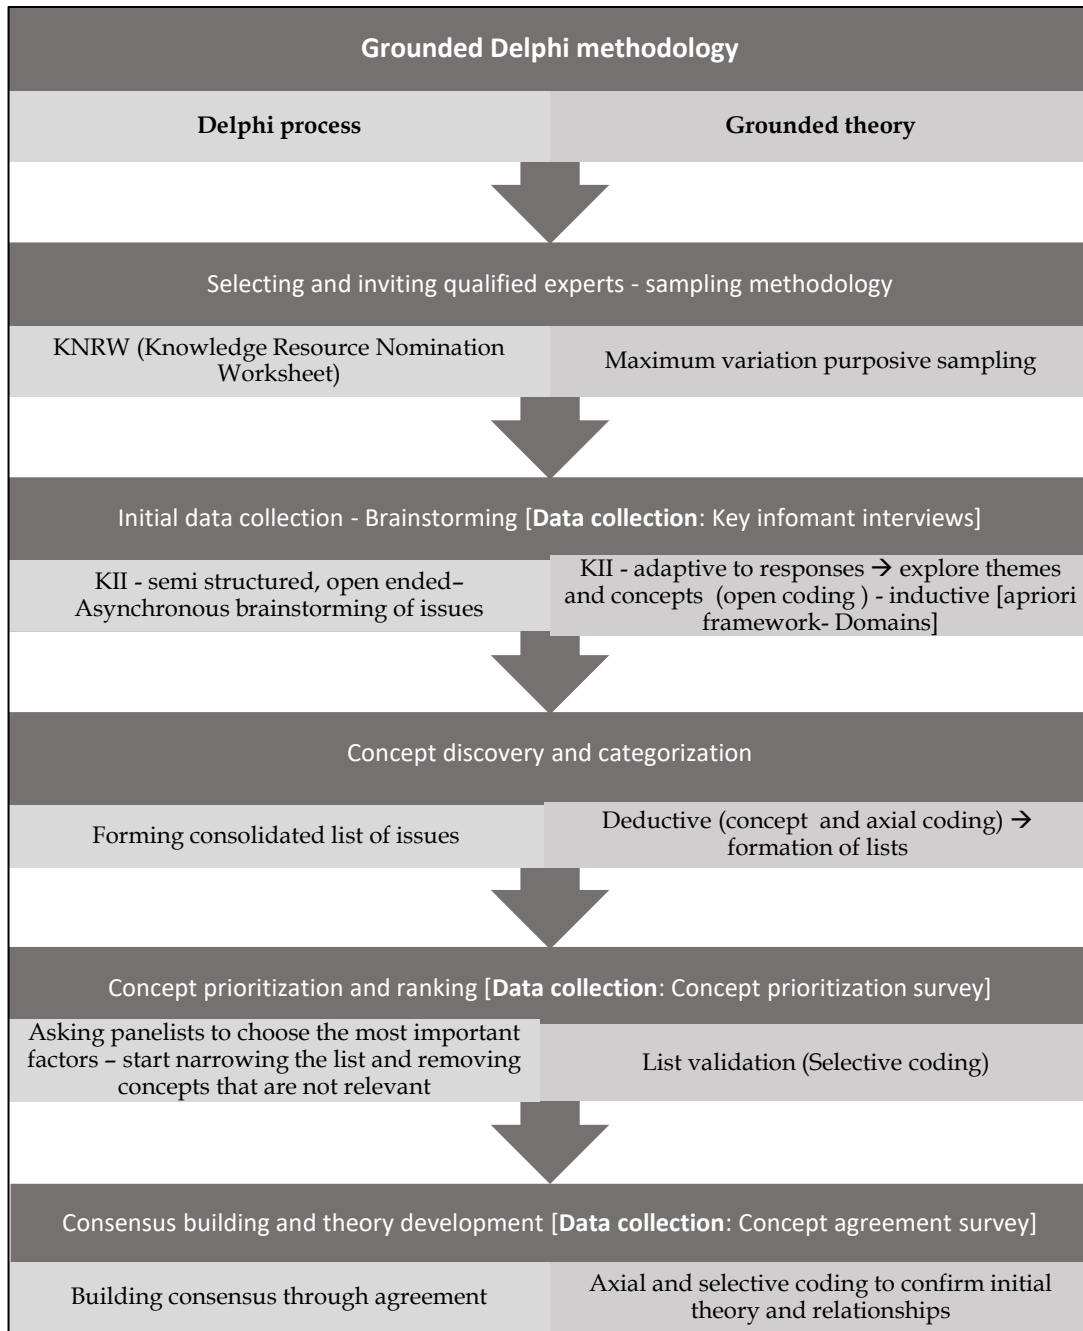 Grounded Delphi methodology
Delphi process
Grounded theory
Selecting and inviting qualified experts - sampling methodology
KNRW (Knowledge Resource Nomination
Worksheet)
Maximum variation purposive sampling
Initial data collection - Brainstorming [Data collection: Key infomant interviews]
KII - semi structured, open ended–
Asynchronous brainstorming of issues
KII - adaptive to responses → explore themes
and concepts (open coding ) - inductive [apriori
framework- Domains]
Concept discovery and categorization
Forming consolidated list of issues
Deductive (concept and axial coding) →
formation of lists
Concept prioritization and ranking [Data collection: Concept prioritization survey]
Asking panelists to choose the most important
factors – start narrowing the list and removing
concepts that are not relevant
List validation (Selective coding)
Consensus building and theory development [Data collection: Concept agreement survey]
Building consensus through agreement
Axial and selective coding to confirm initial
theory and relationships